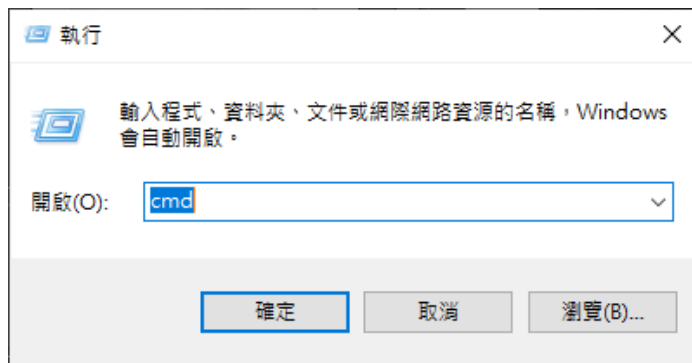 執行
輸入程式、資料夾、文件或網際網路資源的名稱，Windows
會自動開啟。
開啟(O):
cmd
確定
取消
瀏覽(B)...